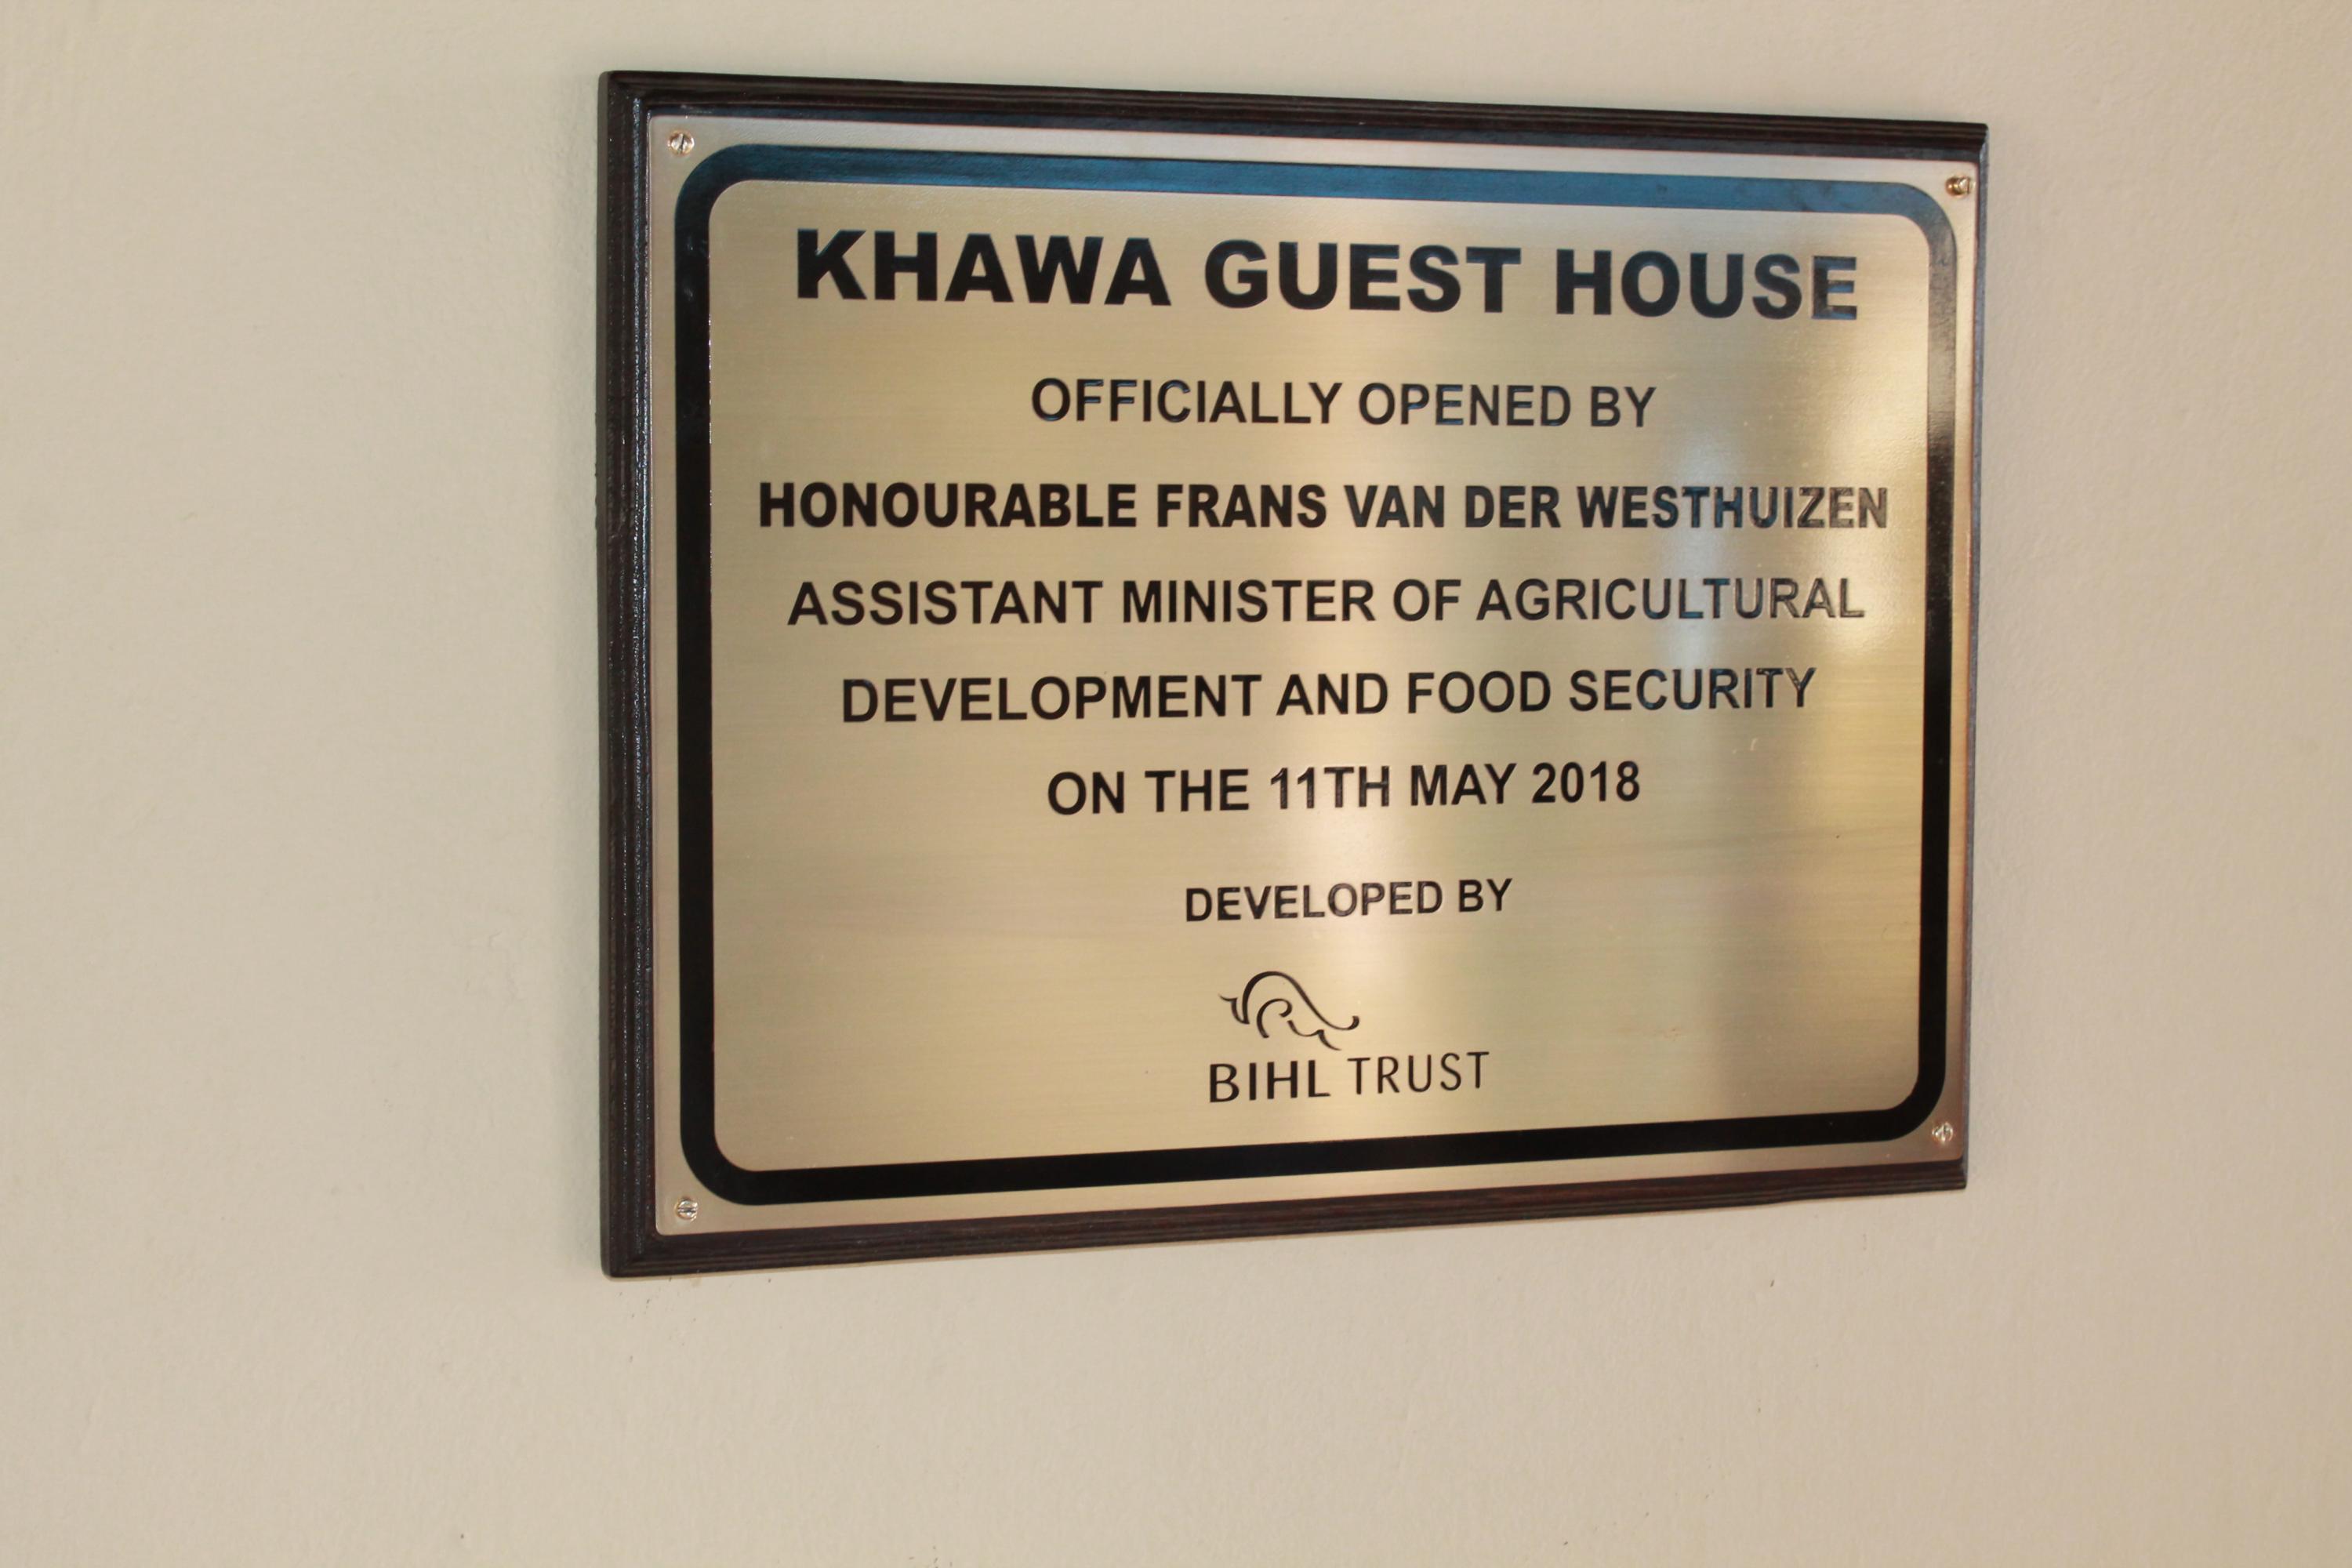 KHAWA GUEST HOUSE
OFFICIALLY OPENED BY
HONOURABLE FRANS VAN DER WESTHUIZEN
ASSISTANT MINISTER OF AGRICULTURAL
DEVELOPMENT AND FOOD SECURITY
ON THE 11TH MAY 2018
DEVELOPED BY
BIHL TRUST